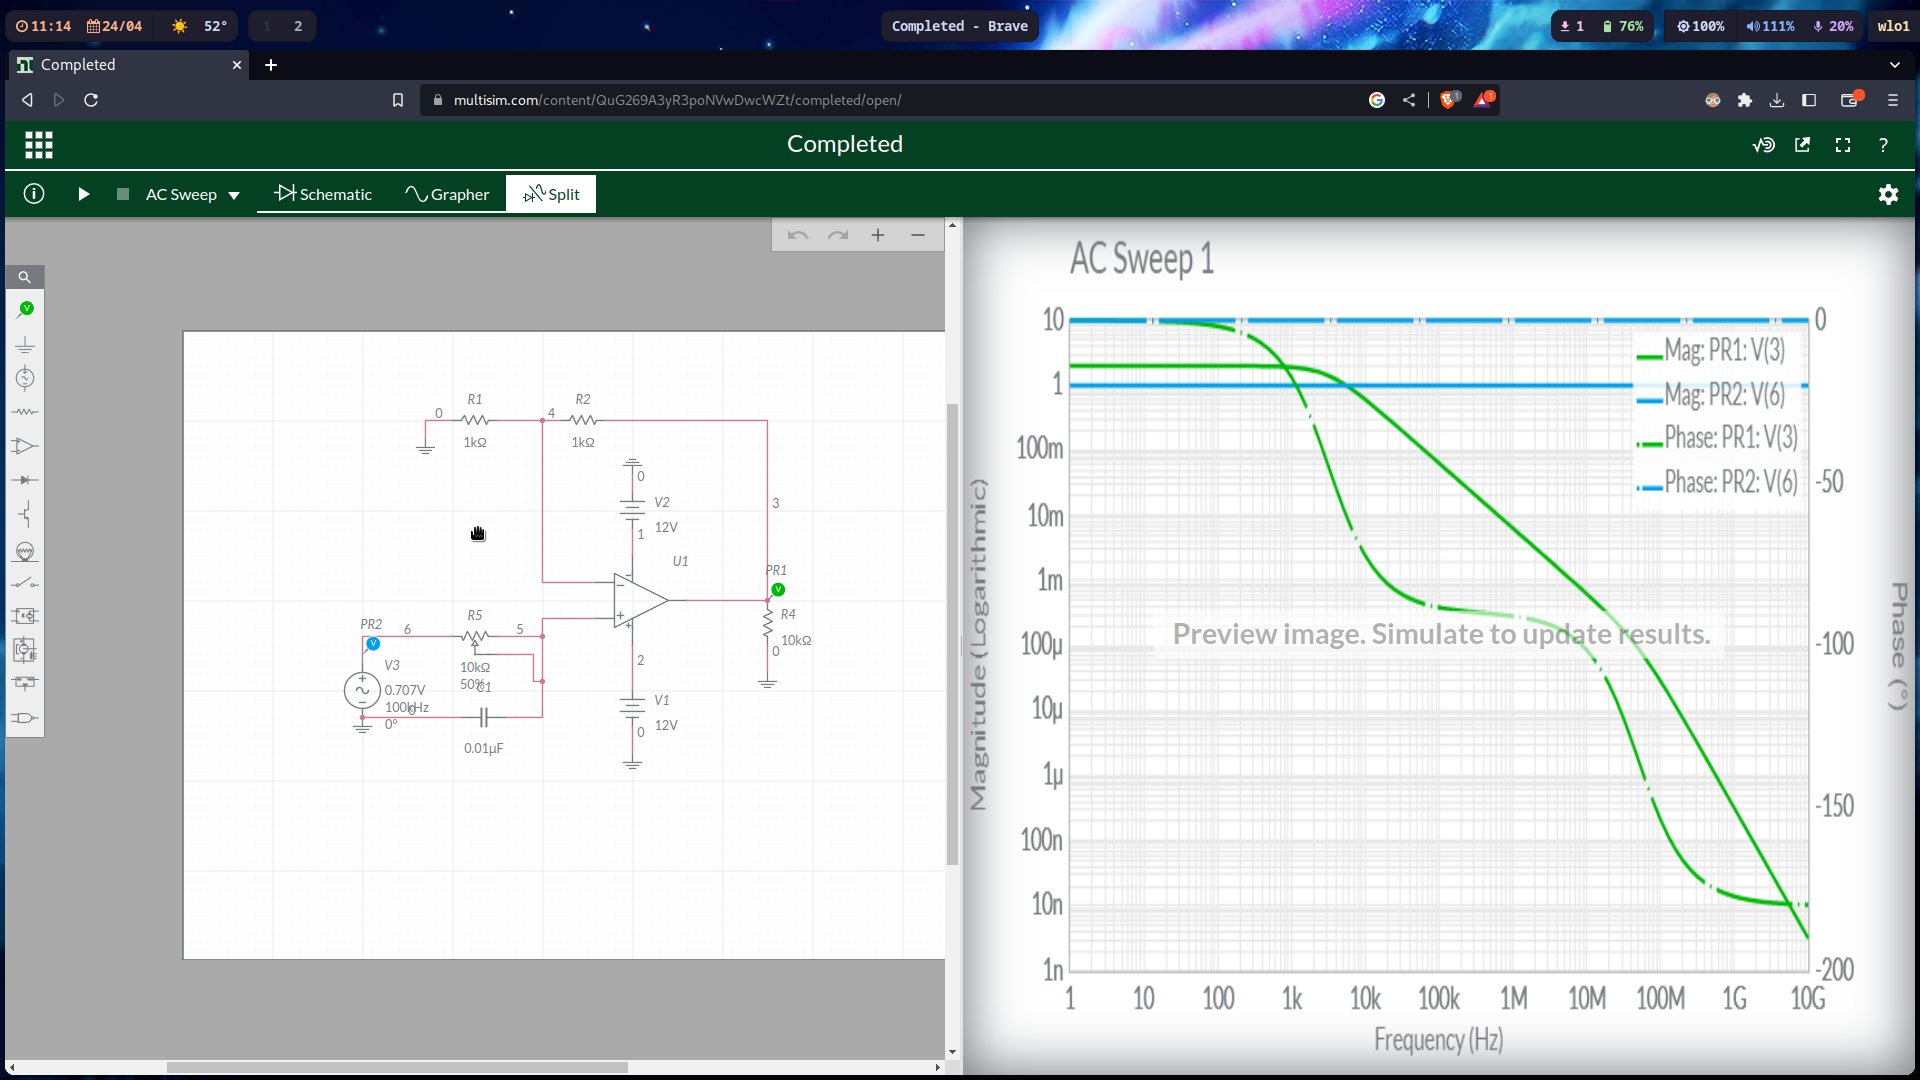 11:14 24/04 52° 1 2 Completed - Brave 1 76% 100% 111% 20% wlo1
Completed
multisim.com/content/QuG269A3yR3poNVwDwcWZt/completed/open/
Completed
AC Sweep Schematic Grapher Split
R1
0
1kΩ
R2
4
1kΩ
0
V2
12V
1
3
U1
PR1
R4
10kΩ
0
PR2
6
R5
5
10kΩ
50%
V3
0.707V
100kHz
0°
0
C1
0.01µF
2
V1
12V
0
AC Sweep 1
Mag: PR1: V(3)
Mag: PR2: V(6)
Phase: PR1: V(3)
Phase: PR2: V(6)
Preview image. Simulate to update results.
Magnitude (Logarithmic)
10
1
100m
10m
1m
100µ
10µ
1µ
100n
10n
1n
Phase (°)
0
-50
-100
-150
-200
1 10 100 1k 10k 100k 1M 10M 100M 1G 10G
Frequency (Hz)